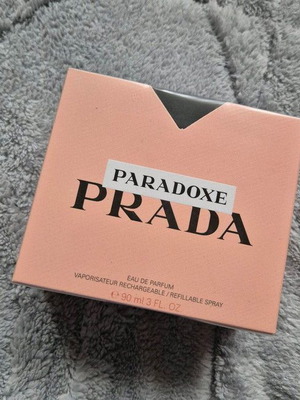 PARADOXE
PRADA
EAU DE PARFUM
VAPORISATEUR RECHARGEABLE / REFILLABLE SPRAY
℮ 90 ml 3 FL. OZ